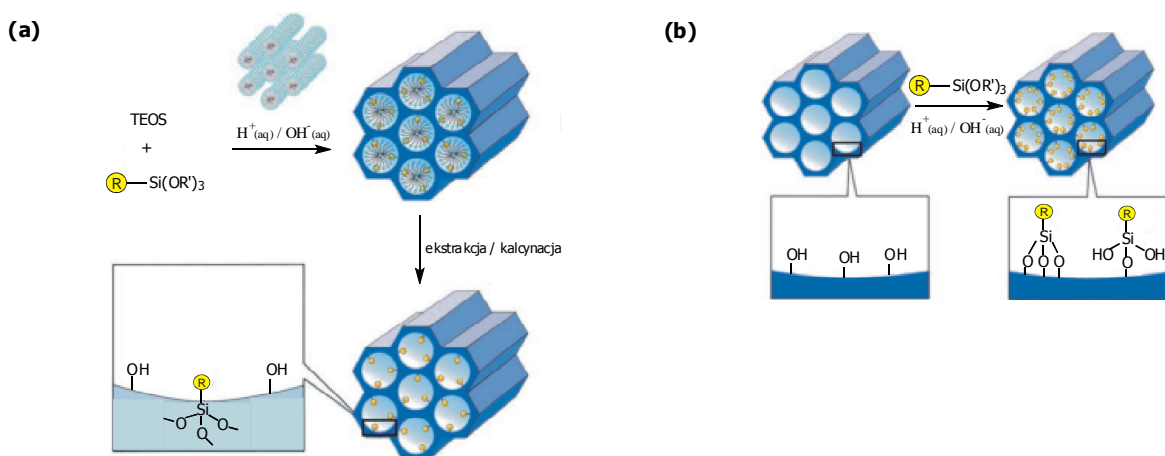 (a)
TEOS
+
R Si(OR')₃
H⁺(aq) / OH⁻(aq)
ekstrakcja / kalcynacja
OH
OH
R
Si
O O
O
(b)
R Si(OR')₃
H⁺(aq) / OH⁻(aq)
OH OH OH
R R
Si Si
HO OH
O O O O